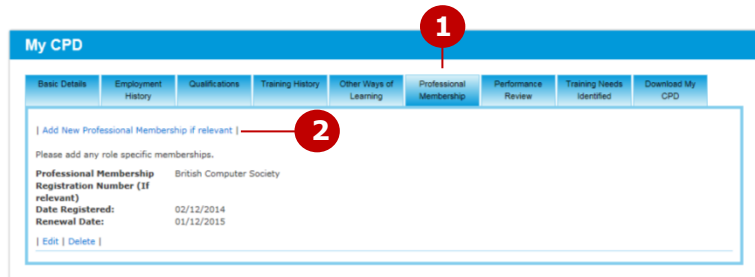 1
My CPD
Basic Details
Employment
History
Qualifications
Training History
Other Ways of
Learning
Professional
Membership
Performance
Review
Training Needs
Identified
Download My
CPD
| Add New Professional Membership if relevant |
2
Please add any role specific memberships.
Professional Membership British Computer Society
Registration Number (If
relevant)
Date Registered: 02/12/2014
Renewal Date: 01/12/2015
| Edit | Delete |